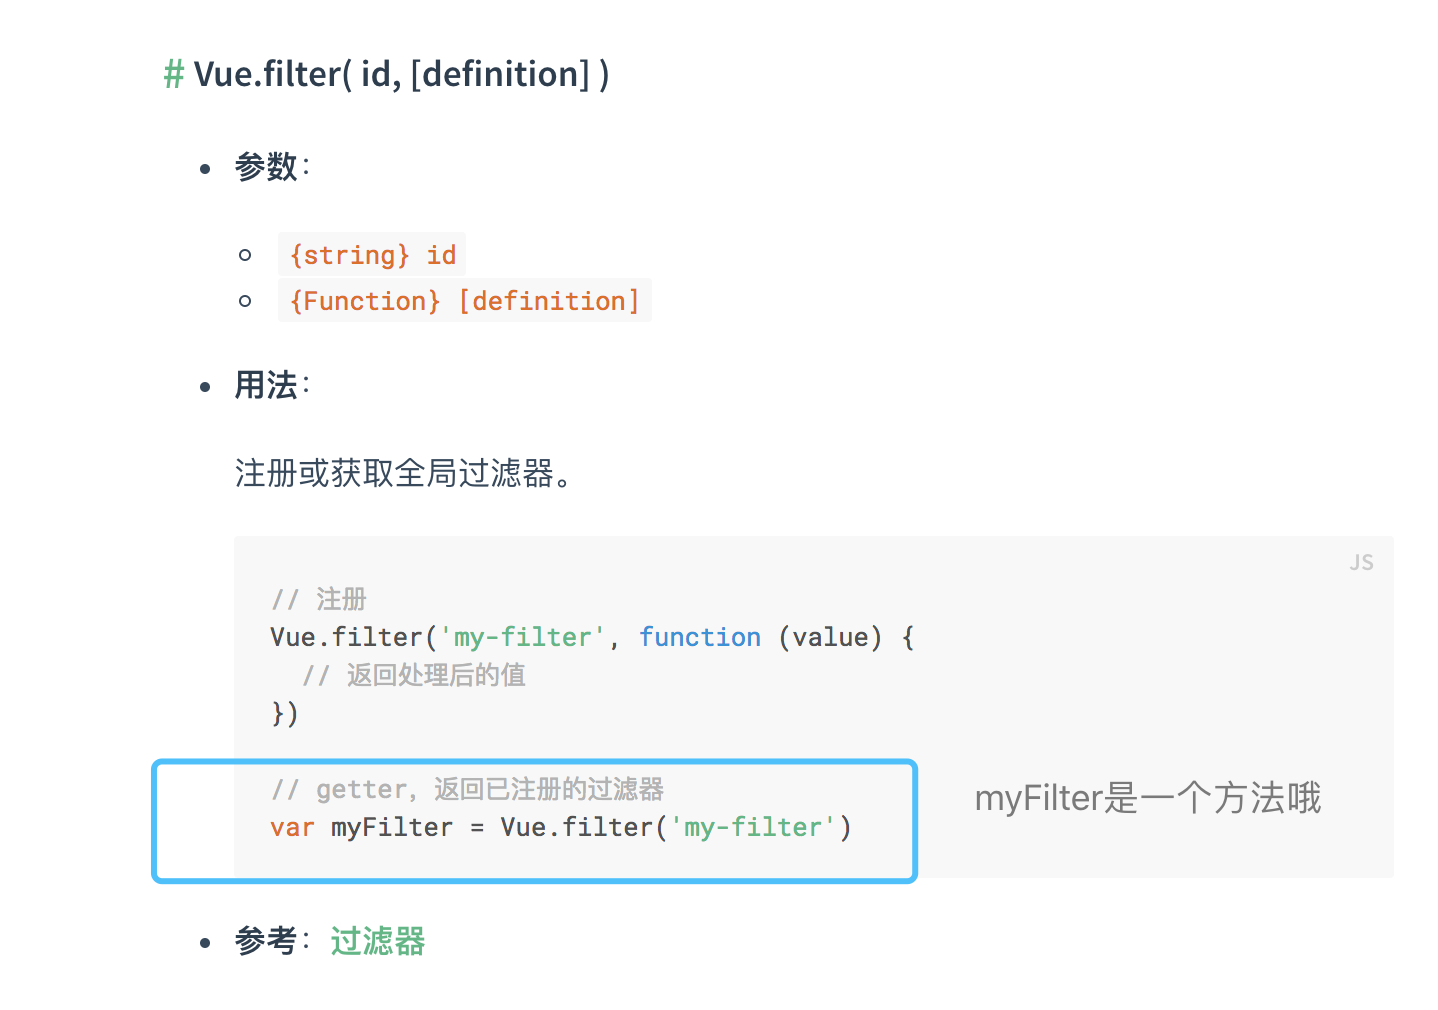 # Vue.filter( id, [definition] )
参数：
{string} id
{Function} [definition]
用法：
注册或获取全局过滤器。
JS
// 注册
Vue.filter('my-filter', function (value) {
// 返回处理后的值
})
// getter，返回已注册的过滤器
var myFilter = Vue.filter('my-filter')
myFilter是一个方法哦
参考：过滤器